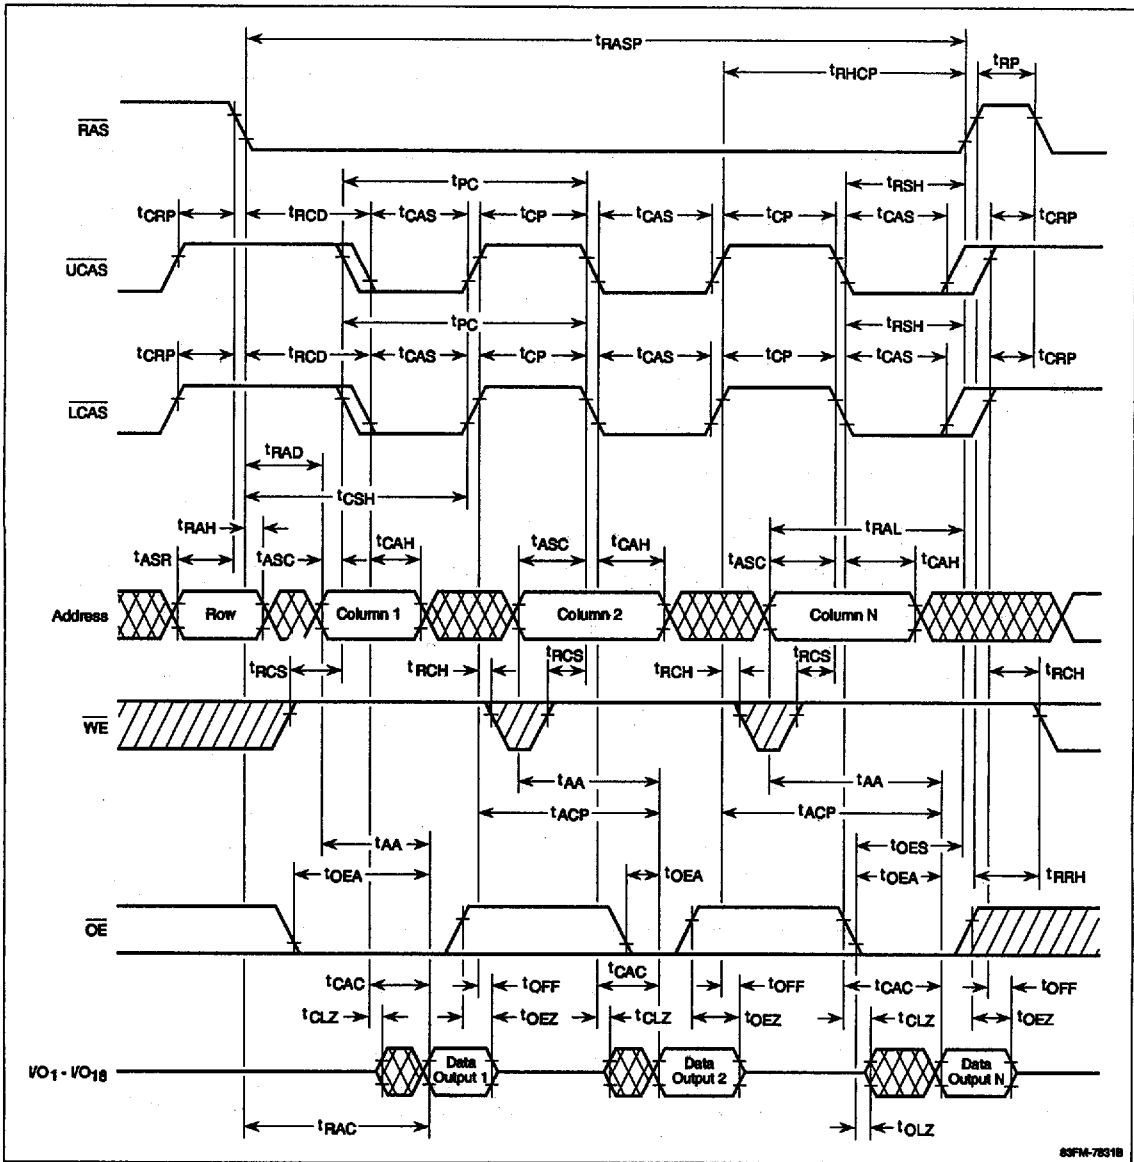 tRASP
tRHCP
tRP
RAS
tPC
tRSH
tCRP
tRCD
tCAS
tCP
tCAS
tCP
tCAS
tCRP
UCAS
tPC
tRSH
tCRP
tRCD
tCAS
tCP
tCAS
tCP
tCAS
tCRP
LCAS
tRAD
tCSH
tRAH
tRAL
tASR
tASC
tCAH
tASC
tCAH
tASC
tCAH
Address
Row
Column 1
Column 2
Column N
tRCS
tRCH
tRCS
tRCH
tRCS
tRCH
WE
tAA
tAA
tACP
tACP
tAA
tOES
tOEA
tOEA
tOEA
tRRH
OE
tCAC
tCAC
tOFF
tOFF
tCAC
tOFF
tCLZ
tOEZ
tCLZ
tOEZ
tCLZ
tOEZ
I/O1 - I/O18
Data Output 1
Data Output 2
Data Output N
tRAC
tOLZ
83FM-7831B